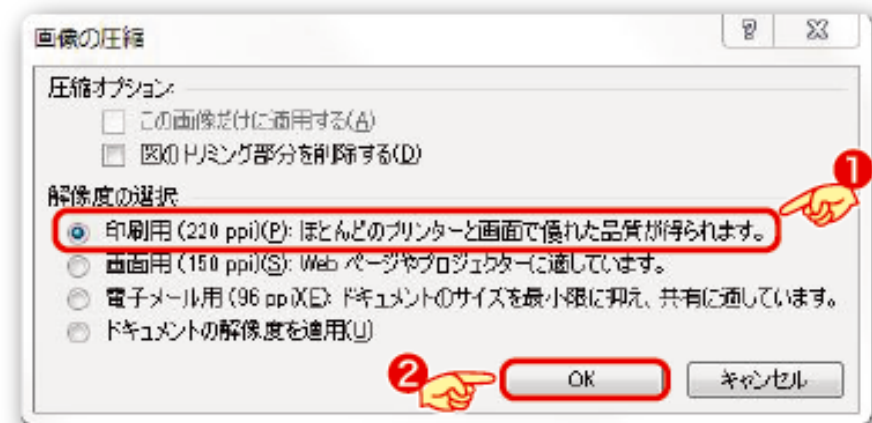 画像の圧縮
圧縮オプション:
この画像だけに適用する(A)
図のトリミング部分を削除する(D)
1
解像度の選択
印刷用 (220 ppi)(P): ほとんどのプリンターと画面で優れた品質が得られます。
画面用 (150 ppi)(S): Web ページやプロジェクターに適しています。
電子メール用 (96 ppi)(E): ドキュメントのサイズを最小限に抑え、共有に適しています。
ドキュメントの解像度を適用(U)
2
OK
キャンセル